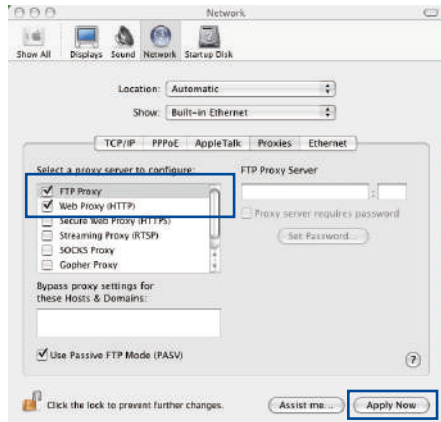 Network
Show All Displays Sound Network Startup Disk
Location: Automatic
Show: Built-in Ethernet
TCP/IP PPPoE AppleTalk Proxies Ethernet
Select a proxy server to configure: FTP Proxy Server
FTP Proxy
Web Proxy (HTTP) :
Secure Web Proxy (HTTPS) Proxy server requires password
Streaming Proxy (RTSP) Set Password...
SOCKS Proxy
Gopher Proxy
Bypass proxy settings for
these Hosts & Domains:
Use Passive FTP Mode (PASV) ?
Click the lock to prevent further changes. Assist me... Apply Now